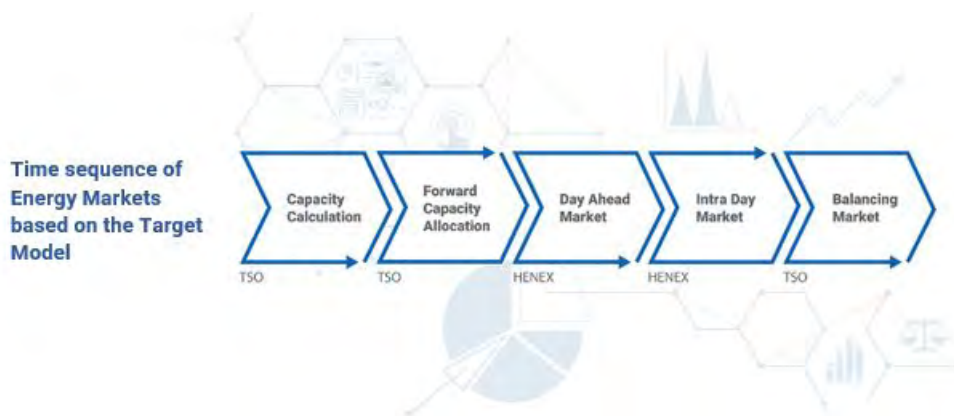 Time sequence of
Energy Markets
based on the Target
Model
Capacity
Calculation
Forward
Capacity
Allocation
Day Ahead
Market
Intra Day
Market
Balancing
Market
TSO
TSO
HENEX
HENEX
TSO